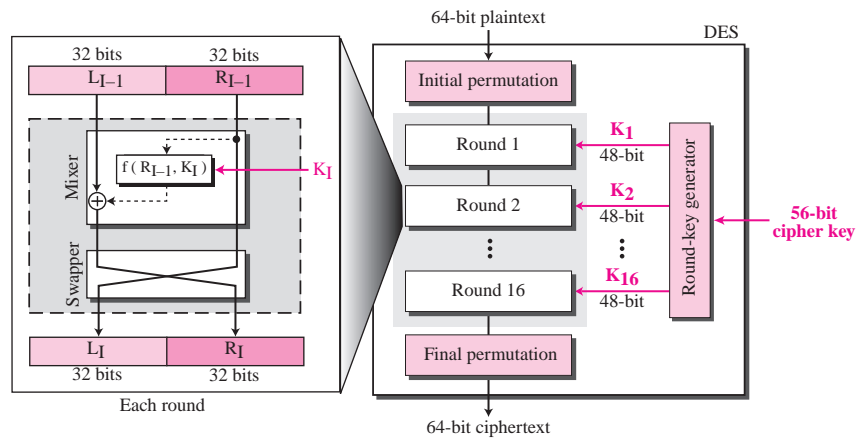 32 bits 32 bits
L_{I–1} R_{I–1}
Mixer
f ( R_{I–1}, K_I )
K_I
Swapper
L_I R_I
32 bits 32 bits
Each round
64-bit plaintext
DES
Initial permutation
Round 1
K_1
48-bit
Round 2
K_2
48-bit
Round 16
K_{16}
48-bit
Round-key generator
56-bit
cipher key
Final permutation
64-bit ciphertext